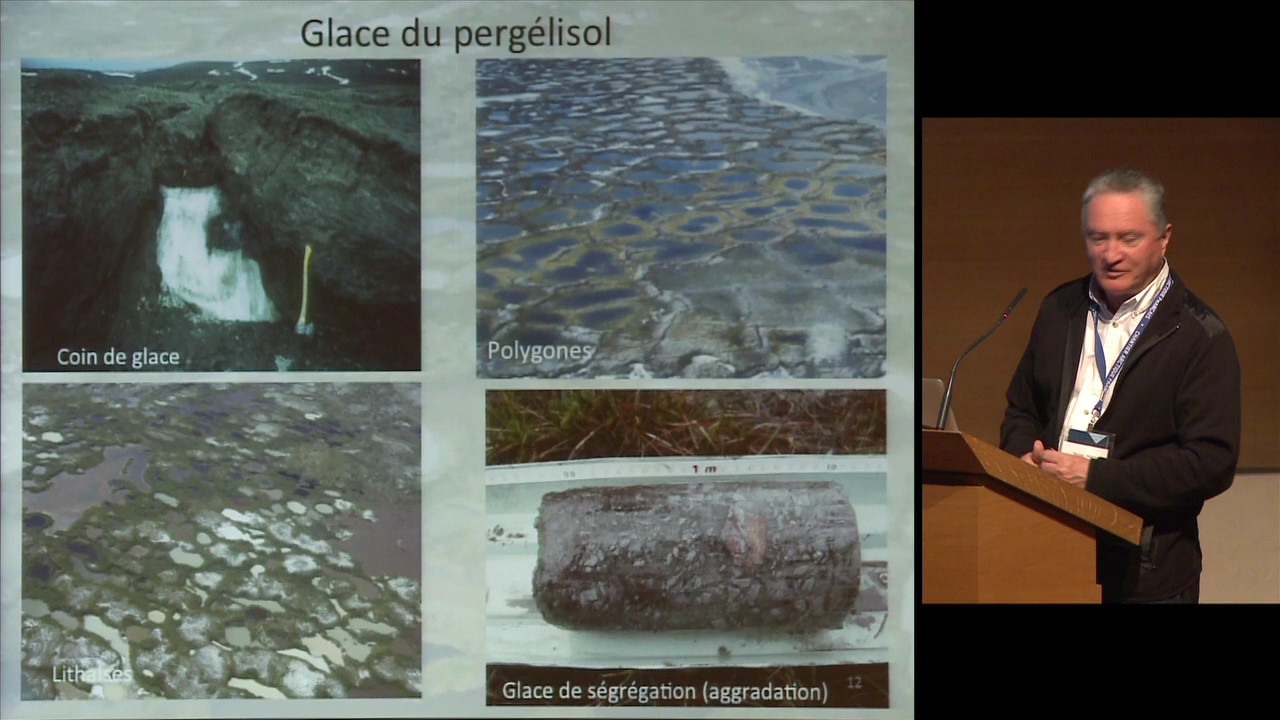 Glace du pergélisol
Coin de glace
Polygones
1 m
Lithalses
Glace de ségrégation (aggradation)
12